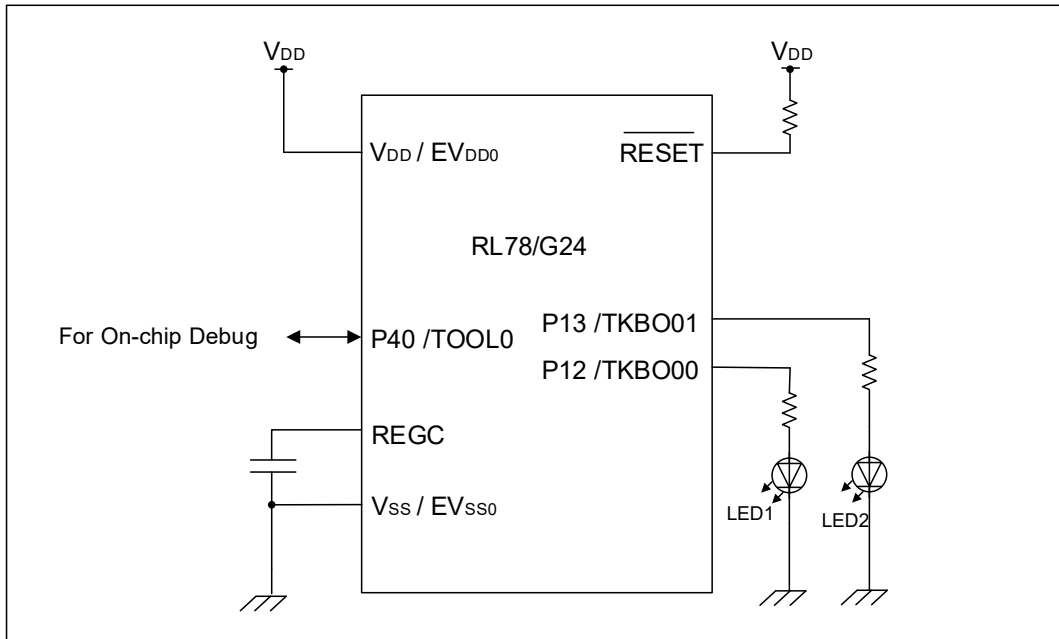 VDD
VDD
VDD / EVDD0
RESET
RL78/G24
For On-chip Debug
P40 /TOOL0
P13 /TKBO01
P12 /TKBO00
REGC
VSS / EVSS0
LED1
LED2